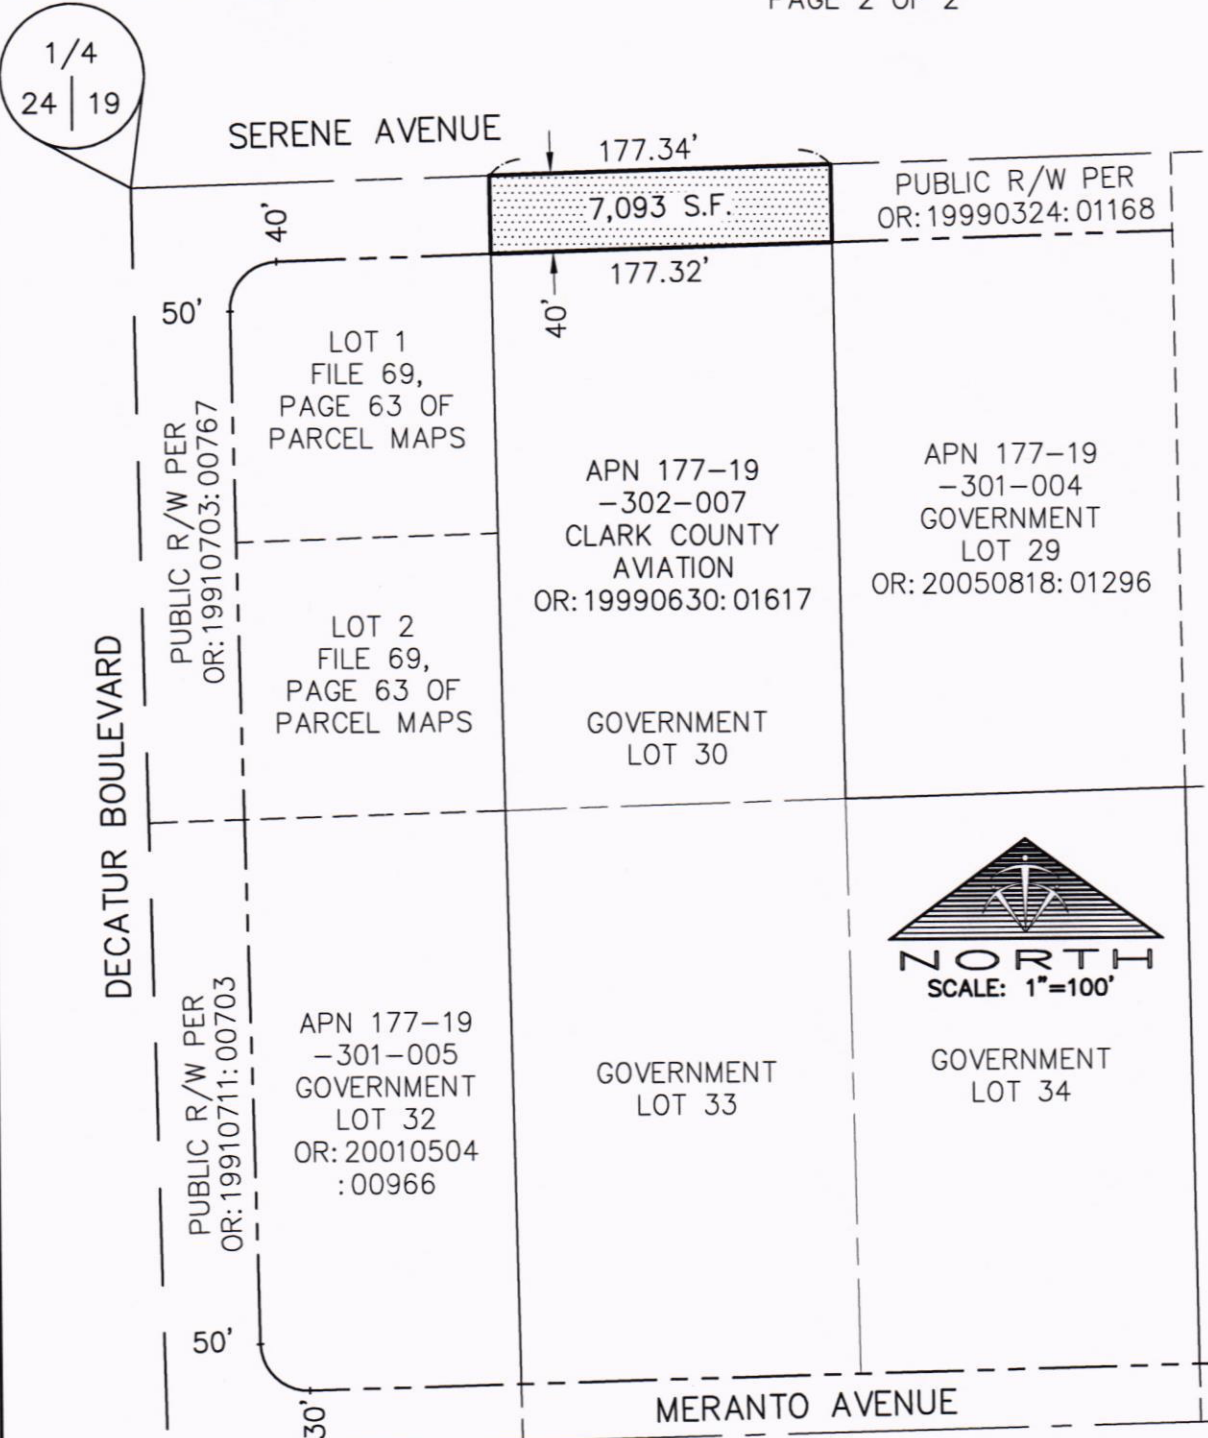 PAGE 2 OF 2
1/4
24 | 19
SERENE AVENUE
177.34'
7,093 S.F.
177.32'
PUBLIC R/W PER
OR:19990324:01168
40'
40'
50'
LOT 1
FILE 69,
PAGE 63 OF
PARCEL MAPS
PUBLIC R/W PER
OR:19910703:00767
APN 177-19
-302-007
CLARK COUNTY
AVIATION
OR:19990630:01617
APN 177-19
-301-004
GOVERNMENT
LOT 29
OR:20050818:01296
LOT 2
FILE 69,
PAGE 63 OF
PARCEL MAPS
GOVERNMENT
LOT 30
DECATUR BOULEVARD
NORTH
SCALE: 1"=100'
PUBLIC R/W PER
OR:19910711:00703
APN 177-19
-301-005
GOVERNMENT
LOT 32
OR:20010504
:00966
GOVERNMENT
LOT 33
GOVERNMENT
LOT 34
50'
30'
MERANTO AVENUE